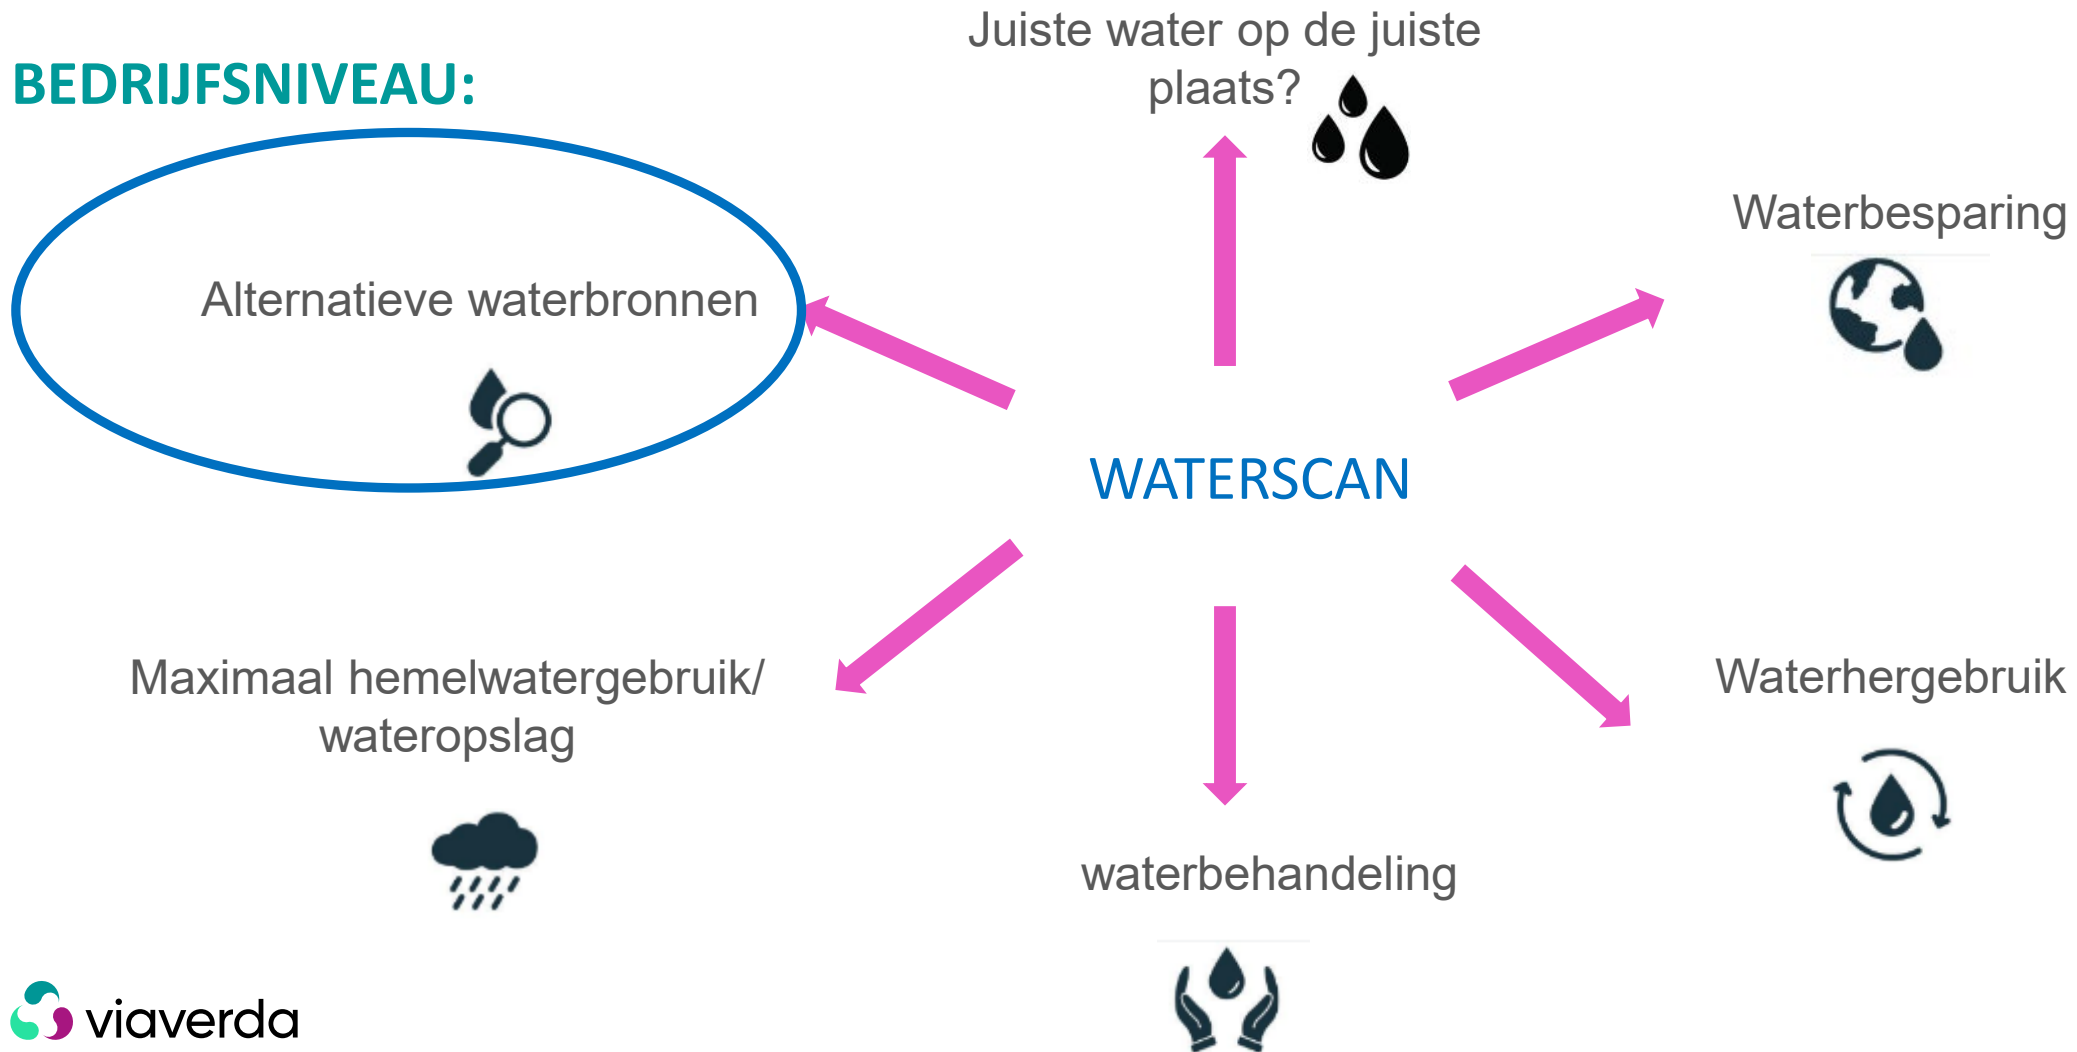 BEDRIJFSNIVEAU:
Juiste water op de juiste
plaats?
Waterbesparing
Alternatieve waterbronnen
WATERSCAN
Maximaal hemelwatergebruik/
wateropslag
Waterhergebruik
waterbehandeling
viaverda